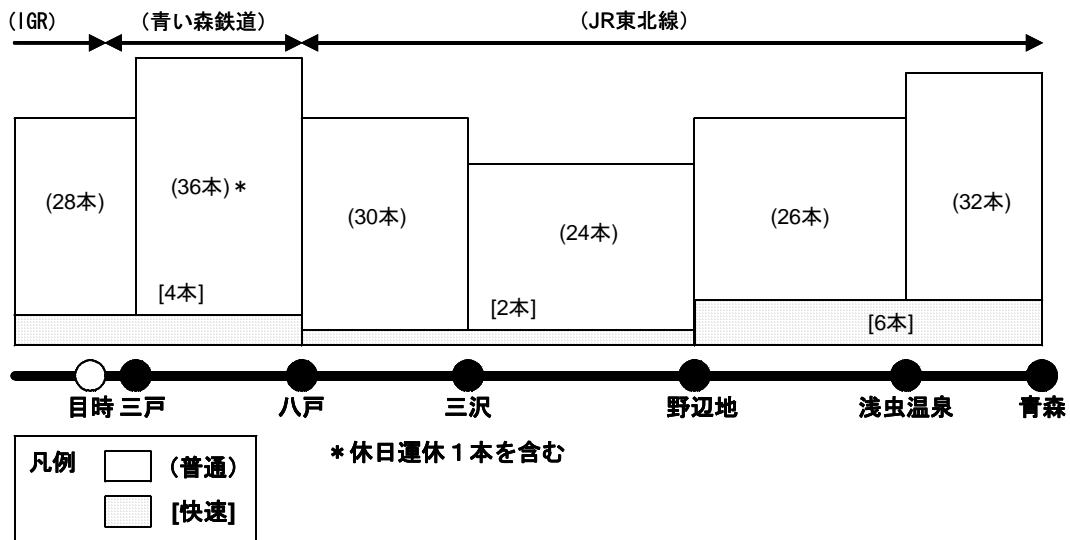 (IGR) (青い森鉄道) (JR東北線)
(28本) (36本)* (30本) (24本) (26本) (32本)
[4本] [2本] [6本]
目時 三戸 八戸 三沢 野辺地 浅虫温泉 青森
*休日運休1本を含む
凡例 (普通)
[快速]